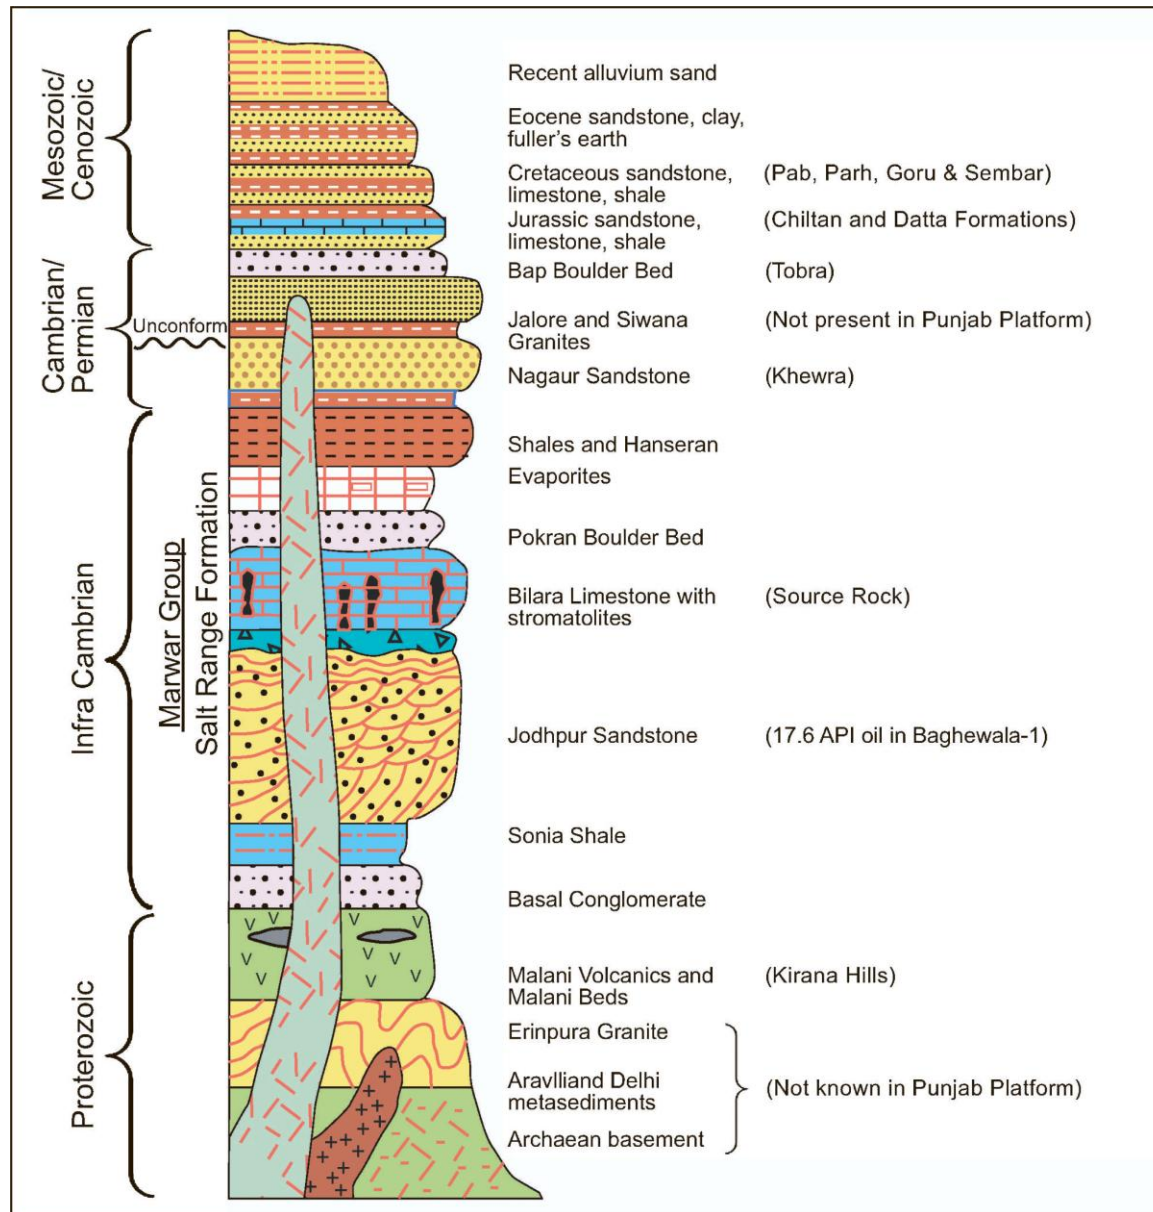 Mesozoic/
Cenozoic
Cambrian/
Permian
Unconform
Infra Cambrian
Marwar Group
Salt Range Formation
Proterozoic
Recent alluvium sand
Eocene sandstone, clay,
fuller's earth
Cretaceous sandstone,
limestone, shale
(Pab, Parh, Goru & Sembar)
Jurassic sandstone,
limestone, shale
(Chiltan and Datta Formations)
Bap Boulder Bed
(Tobra)
Jalore and Siwana
Granites
(Not present in Punjab Platform)
Nagaur Sandstone
(Khewra)
Shales and Hanseran
Evaporites
Pokran Boulder Bed
Bilara Limestone with
stromatolites
(Source Rock)
Jodhpur Sandstone
(17.6 API oil in Baghewala-1)
Sonia Shale
Basal Conglomerate
Malani Volcanics and
Malani Beds
(Kirana Hills)
Erinpura Granite
Aravlliand Delhi
metasediments
Archaean basement
(Not known in Punjab Platform)